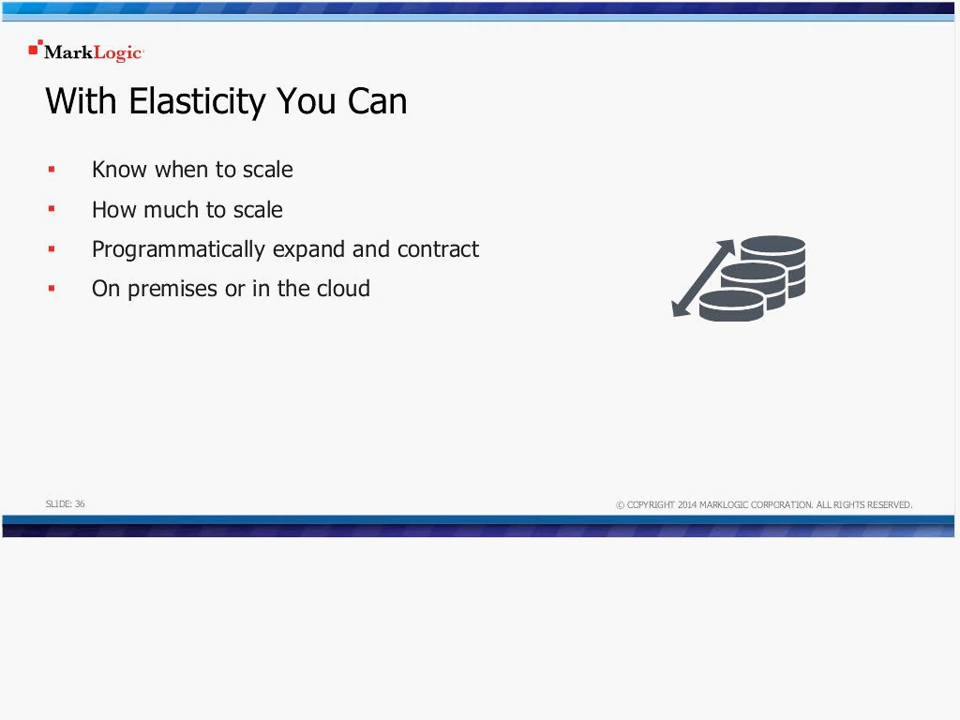 MarkLogic
With Elasticity You Can
▪ Know when to scale
▪ How much to scale
▪ Programmatically expand and contract
▪ On premises or in the cloud
SLIDE: 36
© COPYRIGHT 2014 MARKLOGIC CORPORATION. ALL RIGHTS RESERVED.